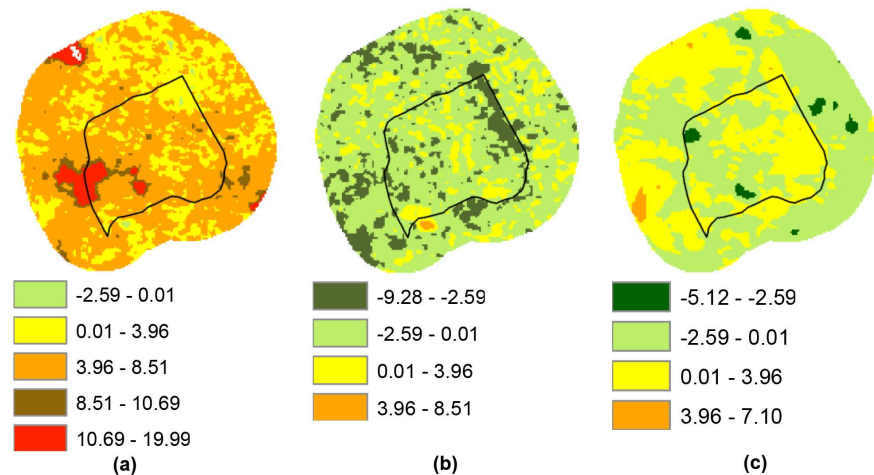 -2.59 - 0.01
0.01 - 3.96
3.96 - 8.51
8.51 - 10.69
10.69 - 19.99
(a)
-9.28 - -2.59
-2.59 - 0.01
0.01 - 3.96
3.96 - 8.51
(b)
-5.12 - -2.59
-2.59 - 0.01
0.01 - 3.96
3.96 - 7.10
(c)